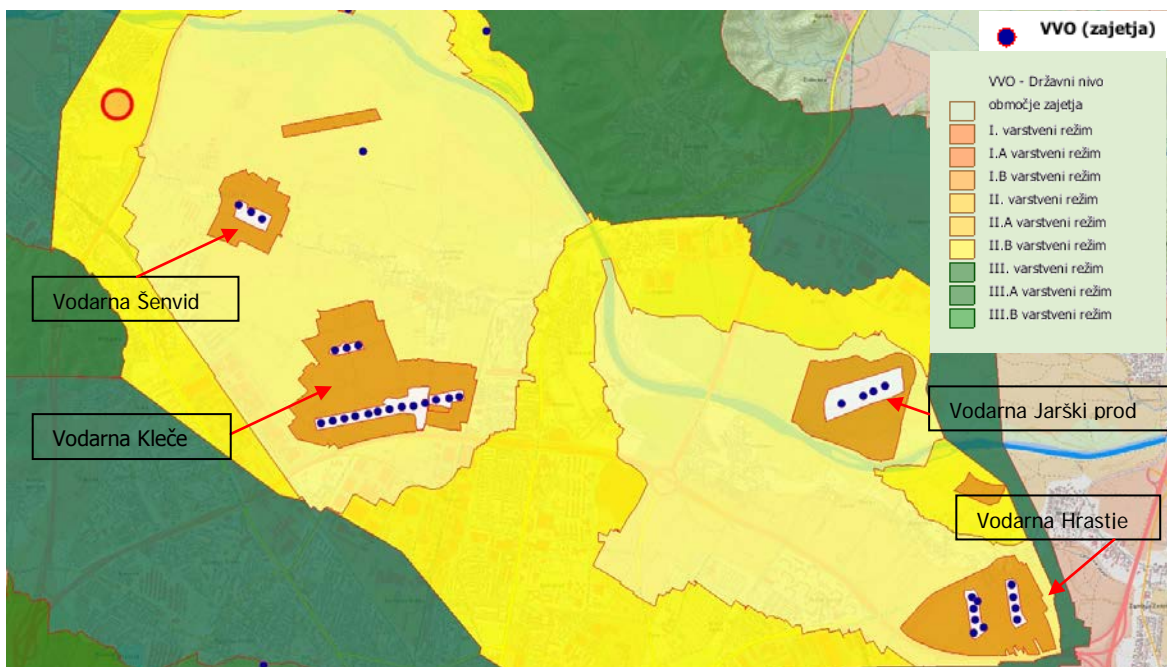 VVO (zajetja)
VVO - Državni nivo
območje zajetja
I. varstveni režim
I.A varstveni režim
I.B varstveni režim
II. varstveni režim
II.A varstveni režim
II.B varstveni režim
III. varstveni režim
III.A varstveni režim
III.B varstveni režim
Vodarna Šenvid
Vodarna Kleče
Vodarna Jarški prod
Vodarna Hrastje